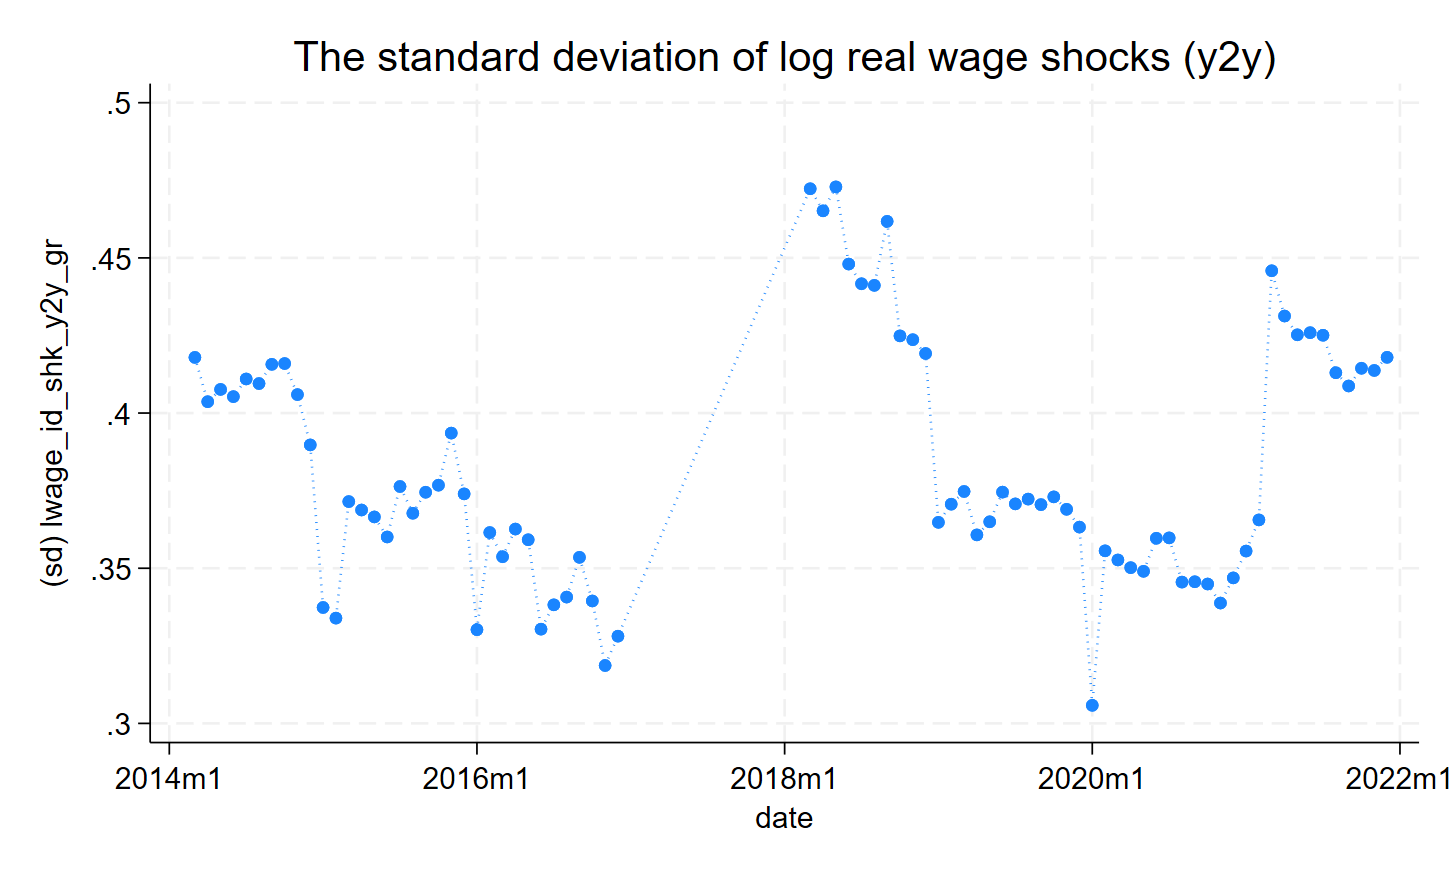 The standard deviation of log real wage shocks (y2y)
(sd) lwage_id_shk_y2y_gr
.5
.45
.4
.35
.3
2014m1
2016m1
2018m1
2020m1
2022m1
date